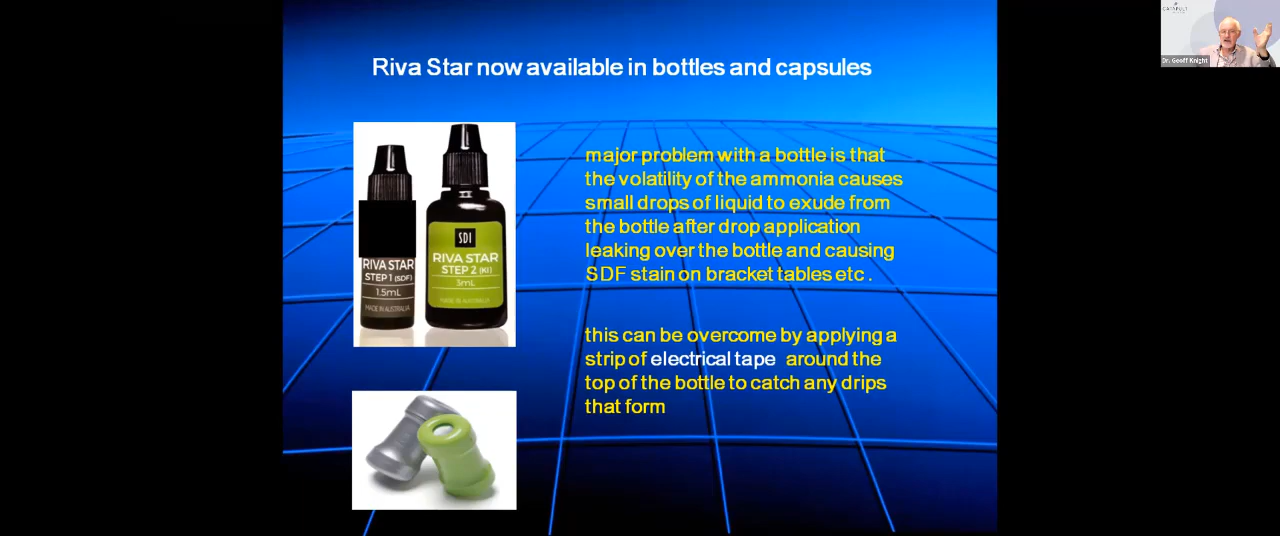 Riva Star now available in bottles and capsules
major problem with a bottle is that
the volatility of the ammonia causes
small drops of liquid to exude from
the bottle after drop application
leaking over the bottle and causing
SDF stain on bracket tables etc .
this can be overcome by applying a
strip of electrical tape around the
top of the bottle to catch any drips
that form
RIVA STAR
STEP 1 (SDF)
1.5mL
MADE IN AUSTRALIA
SDI
RIVA STAR
STEP 2 (KI)
3mL
MADE IN AUSTRALIA
CATAPULT
Dr. Geoff Knight